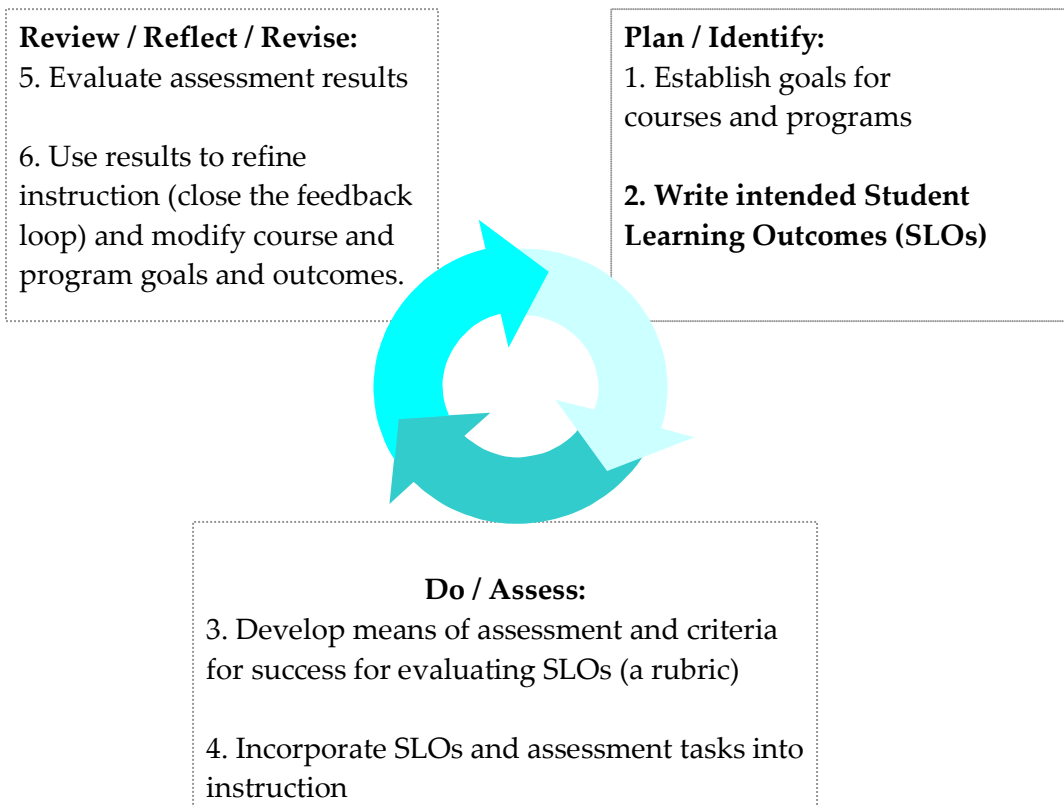 Review / Reflect / Revise:
5. Evaluate assessment results
6. Use results to refine
instruction (close the feedback
loop) and modify course and
program goals and outcomes.
Plan / Identify:
1. Establish goals for
courses and programs
2. Write intended Student
Learning Outcomes (SLOs)
Do / Assess:
3. Develop means of assessment and criteria
for success for evaluating SLOs (a rubric)
4. Incorporate SLOs and assessment tasks into
instruction